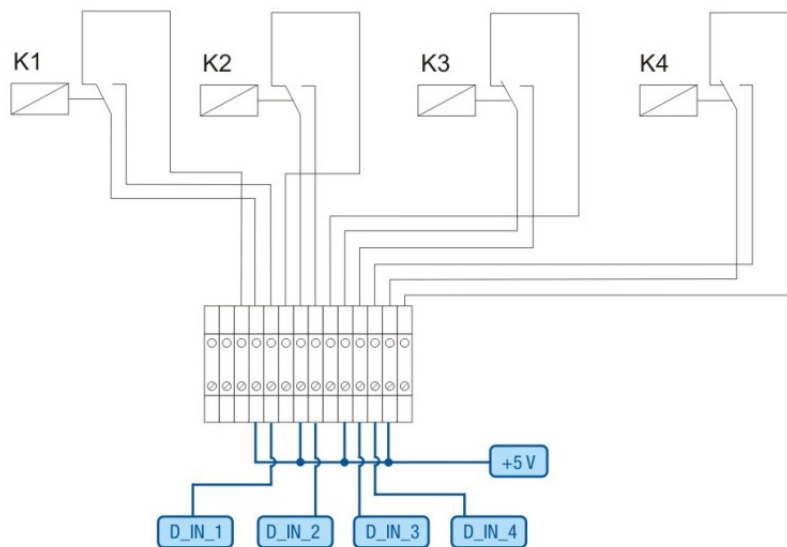 K1
K2
K3
K4
+5 V
D_IN_1
D_IN_2
D_IN_3
D_IN_4